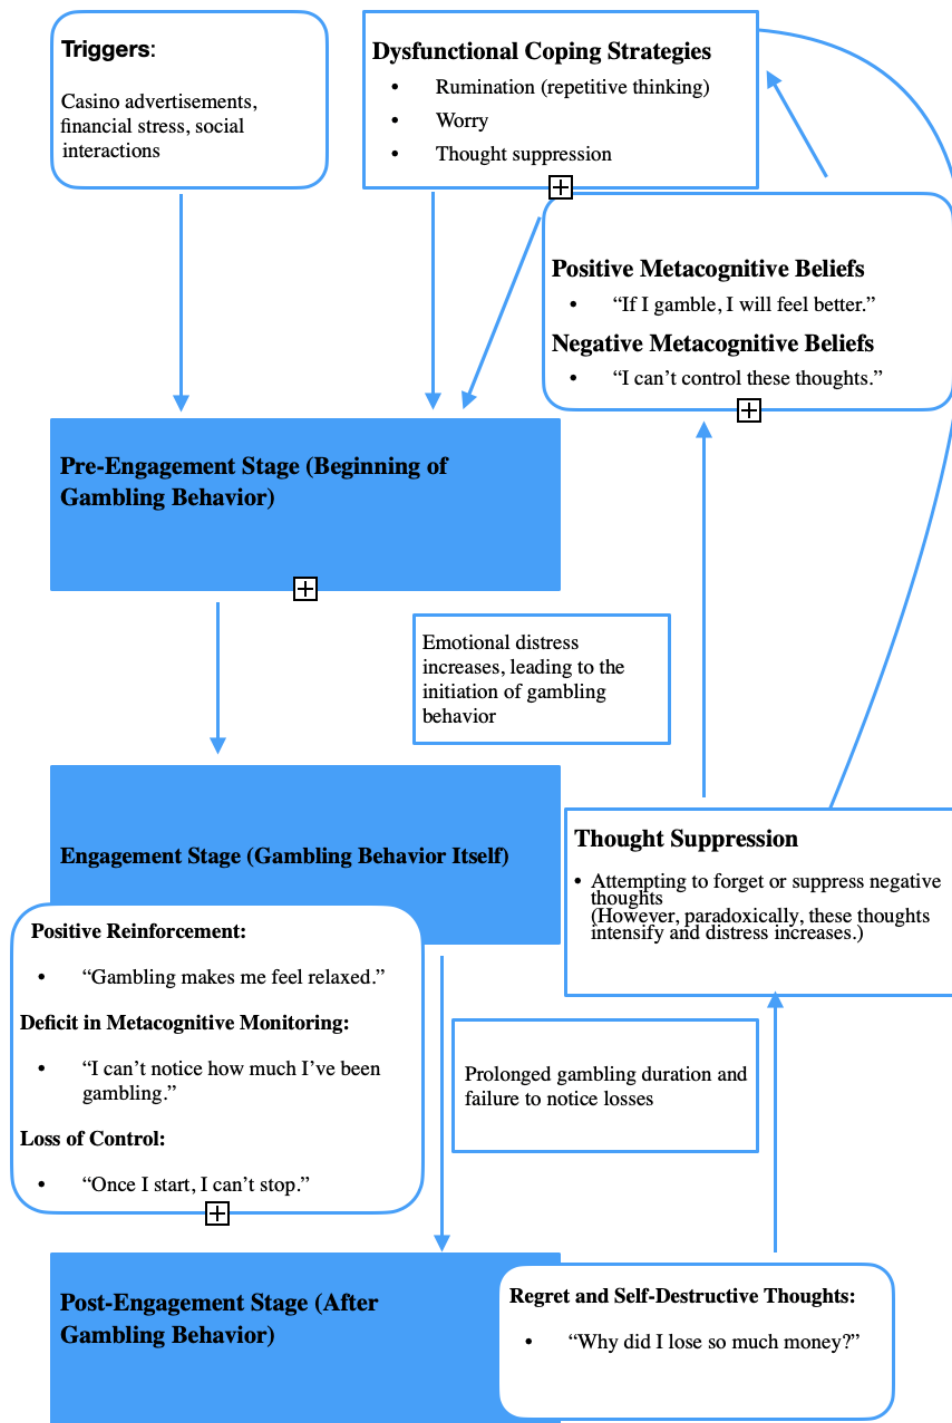 Triggers:
Casino advertisements,
financial stress, social
interactions
Dysfunctional Coping Strategies
• Rumination (repetitive thinking)
• Worry
• Thought suppression
Positive Metacognitive Beliefs
• “If I gamble, I will feel better.”
Negative Metacognitive Beliefs
• “I can’t control these thoughts.”
Pre-Engagement Stage (Beginning of
Gambling Behavior)
Emotional distress
increases, leading to the
initiation of gambling
behavior
Engagement Stage (Gambling Behavior Itself)
Thought Suppression
• Attempting to forget or suppress negative
thoughts
(However, paradoxically, these thoughts
intensify and distress increases.)
Positive Reinforcement:
• “Gambling makes me feel relaxed.”
Deficit in Metacognitive Monitoring:
• “I can’t notice how much I’ve been
gambling.”
Loss of Control:
• “Once I start, I can’t stop.”
Prolonged gambling duration and
failure to notice losses
Post-Engagement Stage (After
Gambling Behavior)
Regret and Self-Destructive Thoughts:
• “Why did I lose so much money?”